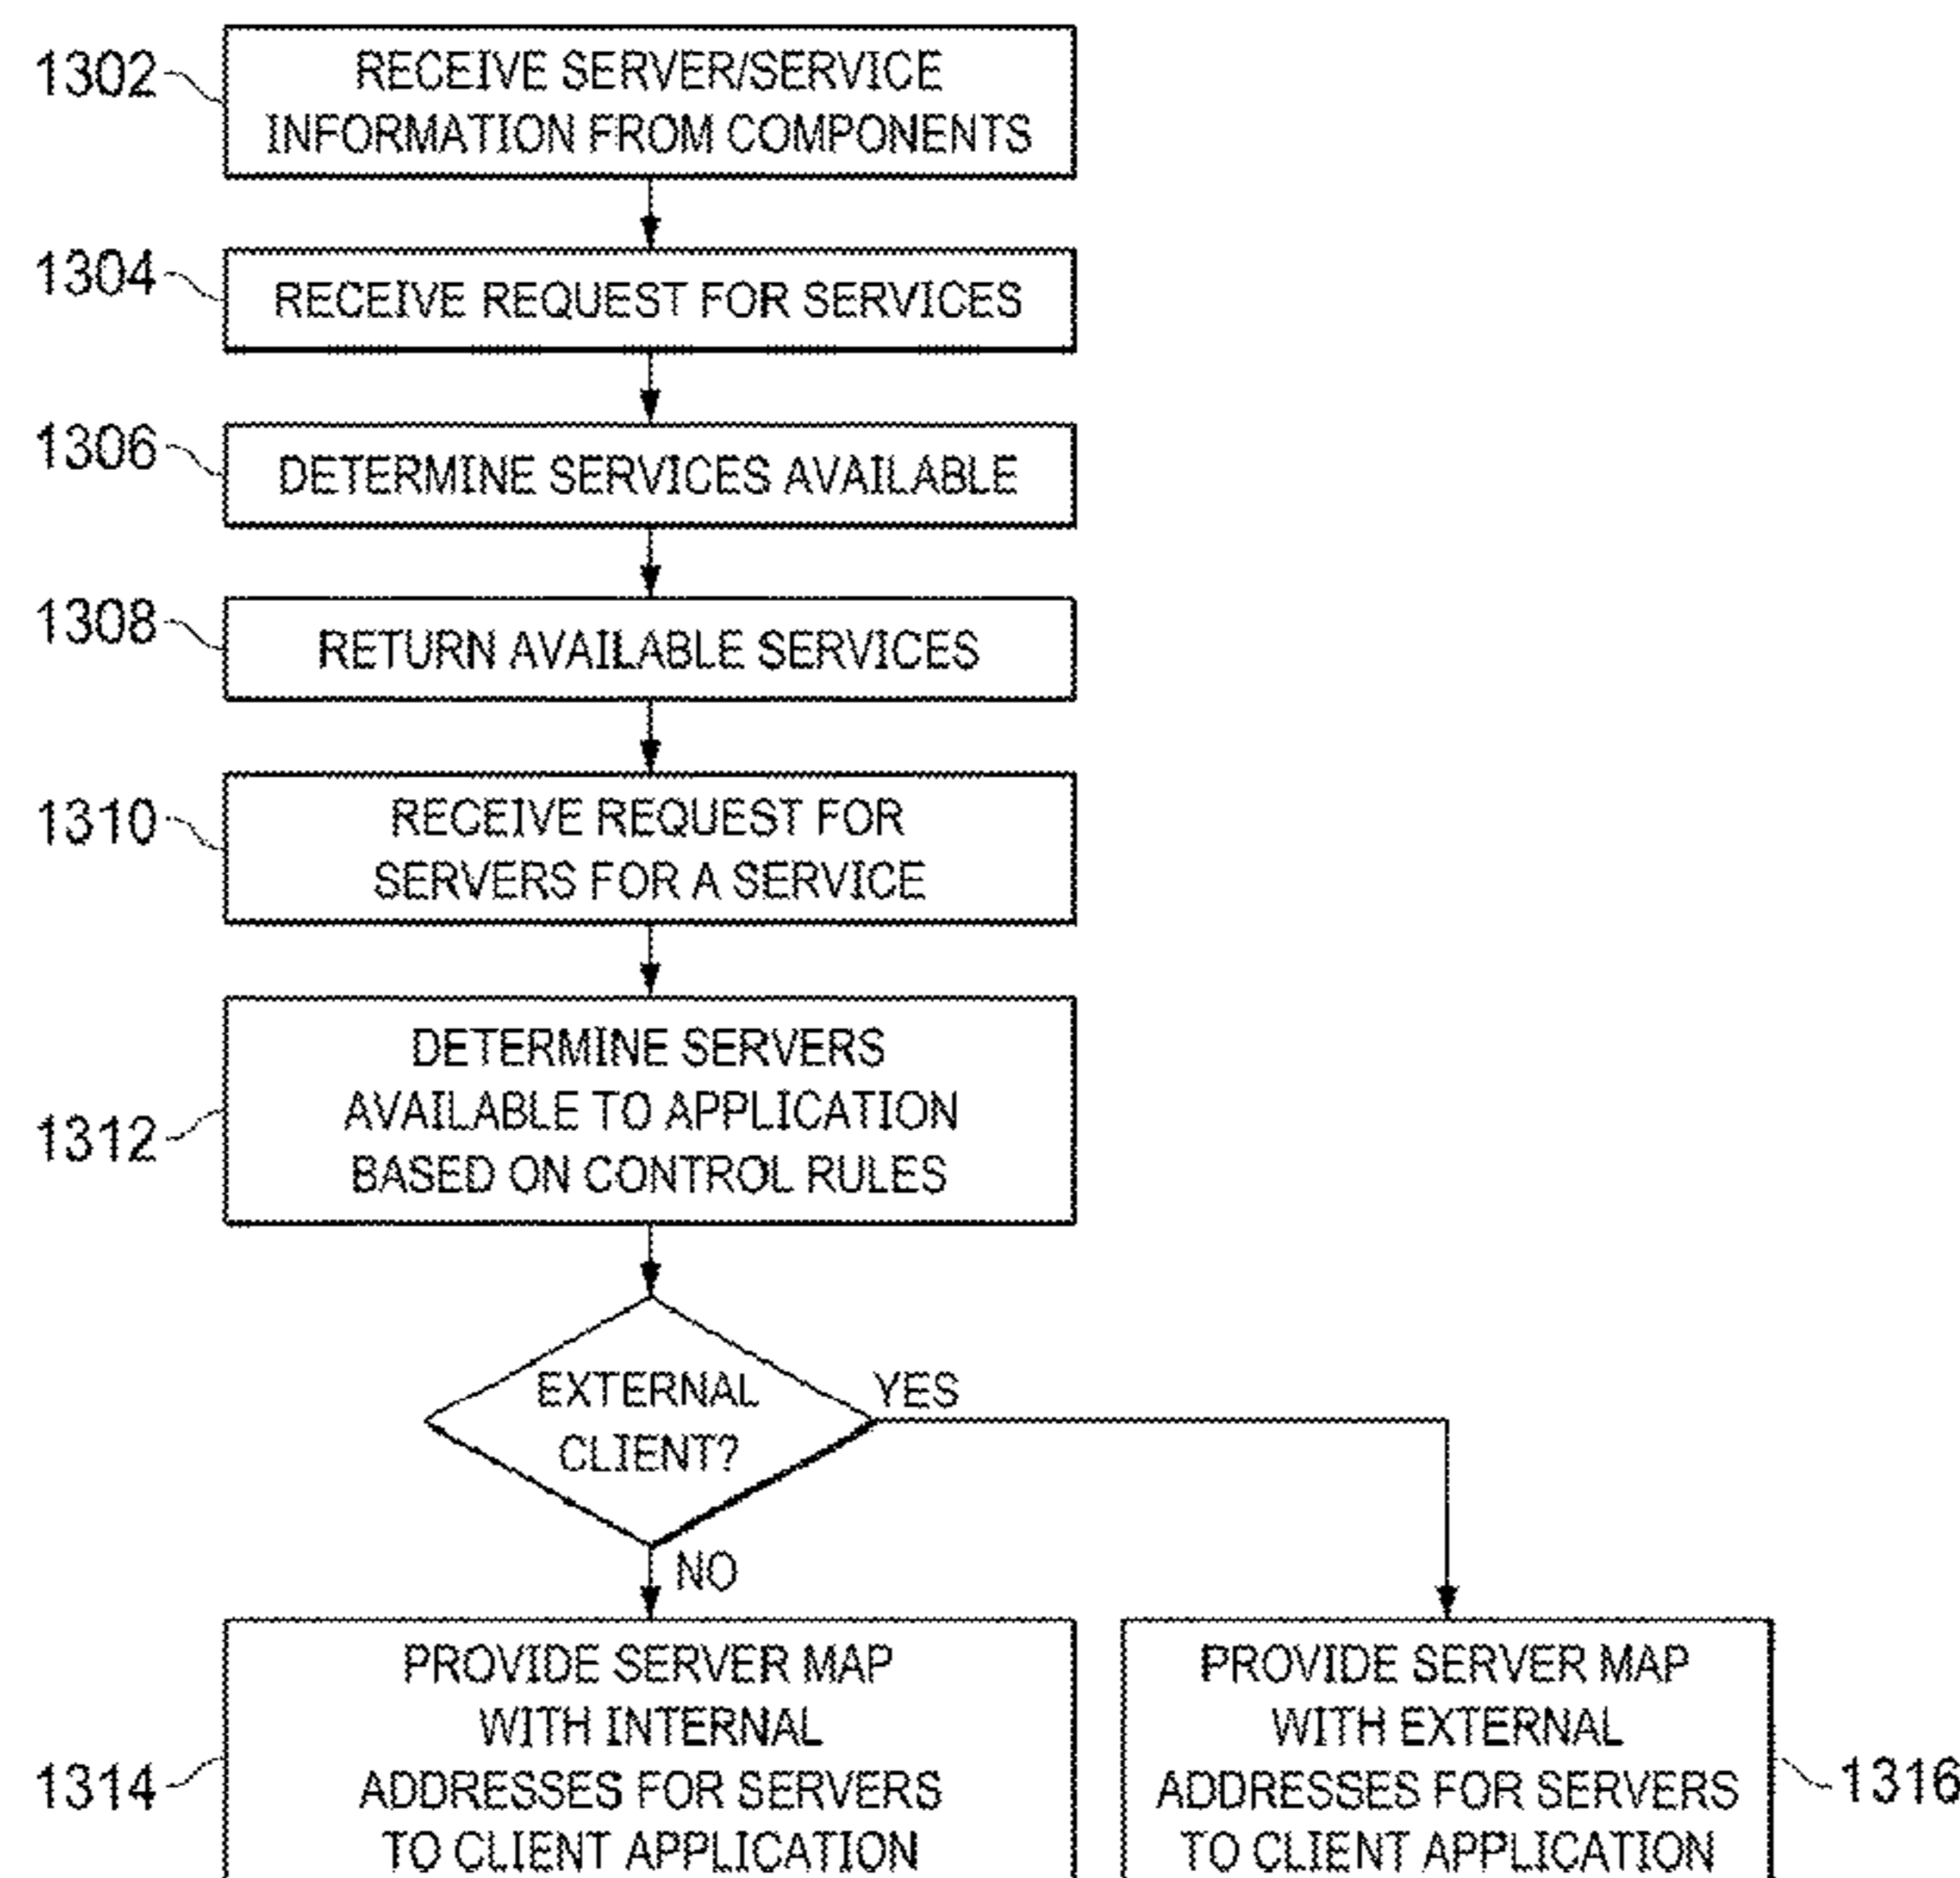 1302
RECEIVE SERVER/SERVICE
INFORMATION FROM COMPONENTS
1304
RECEIVE REQUEST FOR SERVICES
1306
DETERMINE SERVICES AVAILABLE
1308
RETURN AVAILABLE SERVICES
1310
RECEIVE REQUEST FOR
SERVERS FOR A SERVICE
1312
DETERMINE SERVERS
AVAILABLE TO APPLICATION
BASED ON CONTROL RULES
EXTERNAL
CLIENT?
YES
NO
1314
PROVIDE SERVER MAP
WITH INTERNAL
ADDRESSES FOR SERVERS
TO CLIENT APPLICATION
PROVIDE SERVER MAP
WITH EXTERNAL
ADDRESSES FOR SERVERS
TO CLIENT APPLICATION
1316